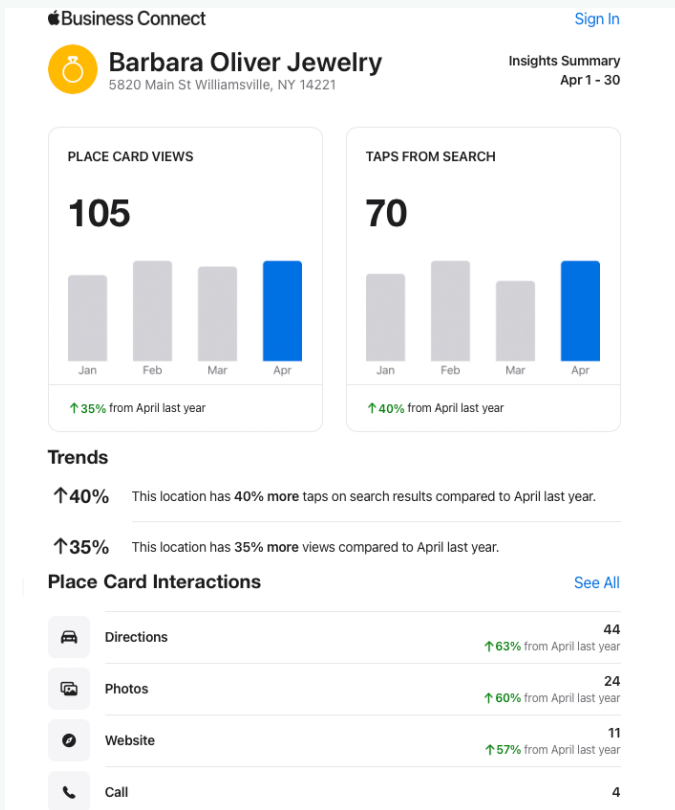 Business Connect
Sign In
Barbara Oliver Jewelry
5820 Main St Williamsville, NY 14221
Insights Summary
Apr 1 - 30
PLACE CARD VIEWS
105
Jan Feb Mar Apr
↑35% from April last year
TAPS FROM SEARCH
70
Jan Feb Mar Apr
↑40% from April last year
Trends
↑40% This location has 40% more taps on search results compared to April last year.
↑35% This location has 35% more views compared to April last year.
Place Card Interactions
See All
Directions
44
↑63% from April last year
Photos
24
↑60% from April last year
Website
11
↑57% from April last year
Call
4